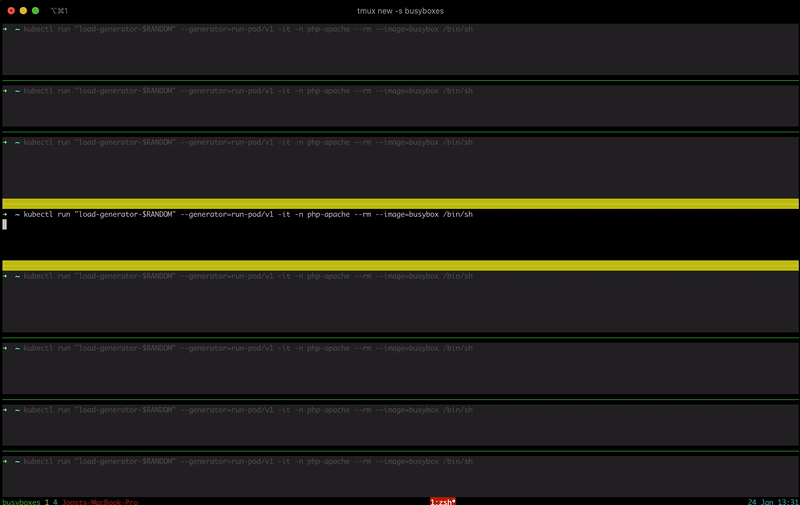 ⌥⌘1 tmux new -s busyboxes
➜ ~ kubectl run "load-generator-$RANDOM" --generator=run-pod/v1 -it -n php-apache --rm --image=busybox /bin/sh
➜ ~ kubectl run "load-generator-$RANDOM" --generator=run-pod/v1 -it -n php-apache --rm --image=busybox /bin/sh
➜ ~ kubectl run "load-generator-$RANDOM" --generator=run-pod/v1 -it -n php-apache --rm --image=busybox /bin/sh
➜ ~ kubectl run "load-generator-$RANDOM" --generator=run-pod/v1 -it -n php-apache --rm --image=busybox /bin/sh
➜ ~ kubectl run "load-generator-$RANDOM" --generator=run-pod/v1 -it -n php-apache --rm --image=busybox /bin/sh
➜ ~ kubectl run "load-generator-$RANDOM" --generator=run-pod/v1 -it -n php-apache --rm --image=busybox /bin/sh
➜ ~ kubectl run "load-generator-$RANDOM" --generator=run-pod/v1 -it -n php-apache --rm --image=busybox /bin/sh
➜ ~ kubectl run "load-generator-$RANDOM" --generator=run-pod/v1 -it -n php-apache --rm --image=busybox /bin/sh
busyboxes 1 4 Joosts-MacBook-Pro 1:zsh* 24 Jan 13:31